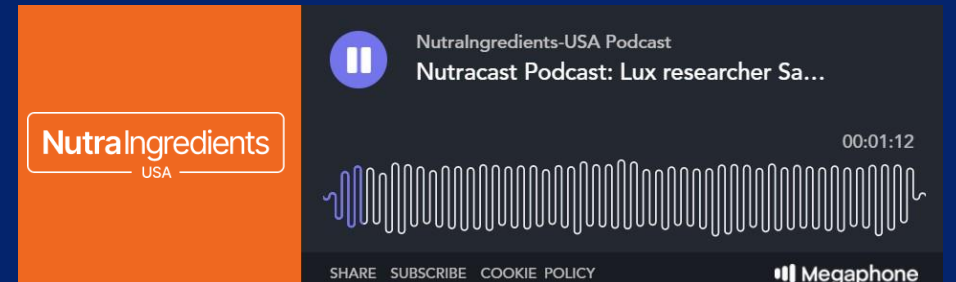 NutraIngredients
USA
NutraIngredients-USA Podcast
Nutracast Podcast: Lux researcher Sa…
00:01:12
SHARE SUBSCRIBE COOKIE POLICY
Megaphone